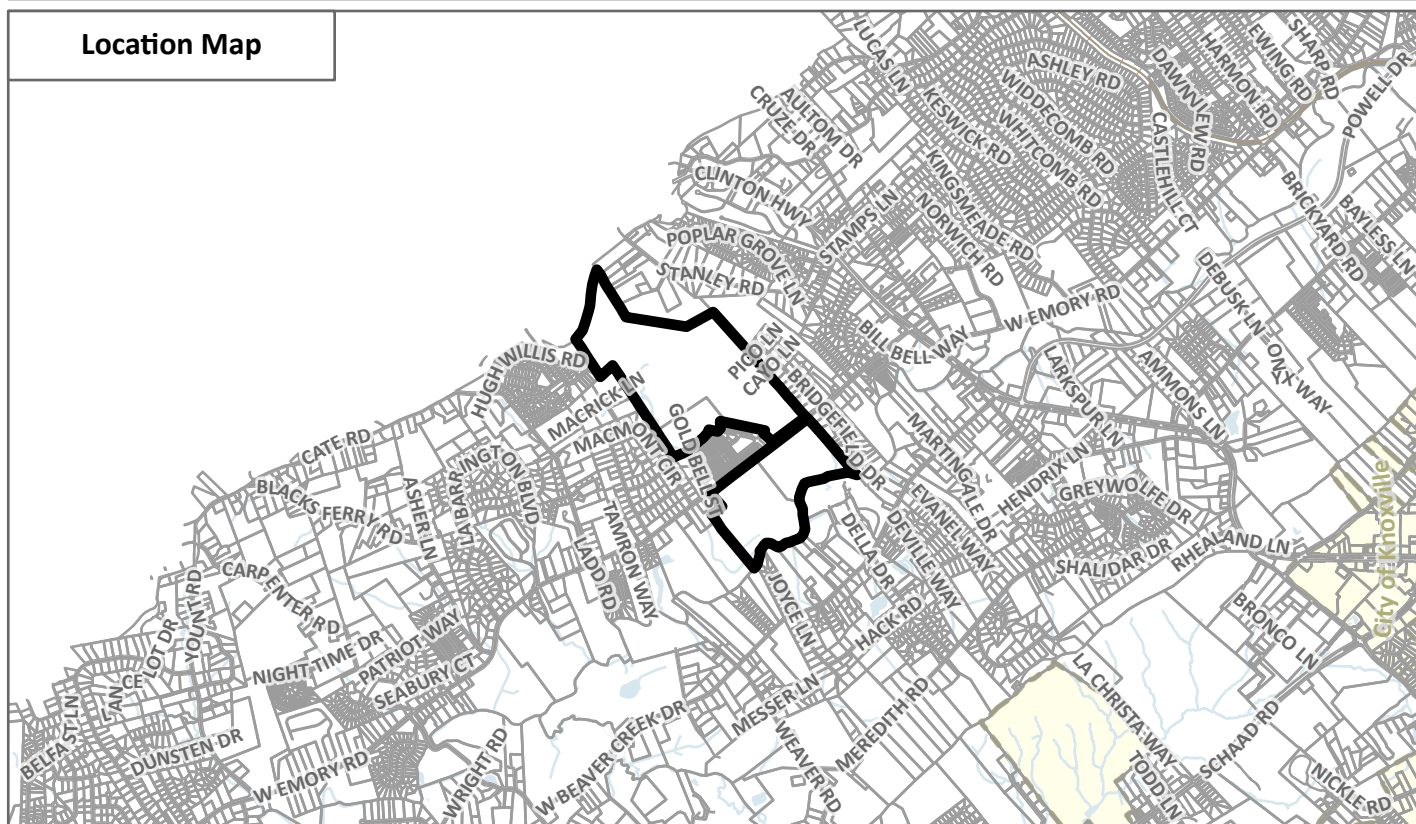 Location Map
LUCAS LN
ASHLEY RD
DAWNVIEW RD
HARMON RD
EWING RD
SHARP RD
POWELL DR
AULTOM DR
CRUZE DR
KESWICK RD
WIDDECOMB RD
WHITCOMB RD
CASTLEHILL CT
CLINTON HWY
KINGSMEADE RD
NORWICH RD
STAMPS LN
BRICKYARD RD
BAYLESS LN
POPLAR GROVE LN
STANLEY RD
DEBUSK LN
W EMORY RD
BILL BELL WAY
PICO LN
CAYO LN
BRIDGEFIELD DR
ONYX WAY
AMMONS LN
LARKSPUR LN
HUGH WILLIS RD
MACRICK LN
GOLD BELL ST
MACMONT CIR
MARTINGALE DR
HENDRIX LN
CATE RD
LABARRINGTON BLVD
ASHER LN
BLACKS FERRY RD
GREYWOLFE DR
EVANEL WAY
DEVILLE WAY
DELLA DR
City of Knoxville
TAMRON WAY
LADD RD
SHALIDAR DR
RHEALAND LN
CARPENTER RD
YOUNT RD
LOT DR
JOYCE LN
HACK RD
BRONCO LN
NIGHT TIME DR
PATRIOT WAY
SEABURY CT
LANCE
MESSER LN
MEREDITH RD
LA CHRISTA WAY
SCHAAD RD
BELFAST LN
DUNSTEN DR
W EMORY RD
WRIGHT RD
W BEAVER CREEK DR
WEAVER RD
TODD LN
NICKLE RD